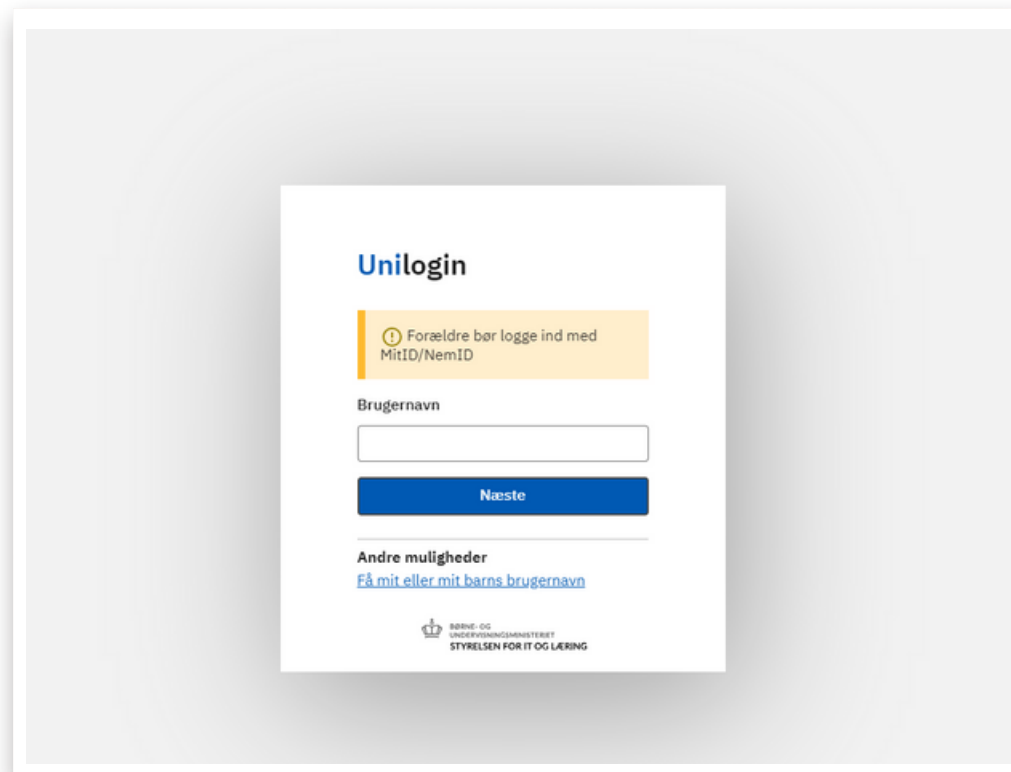 Unilogin
Forældre bør logge ind med
MitID/NemID
Brugernavn
Næste
Andre muligheder
Få mit eller mit barns brugernavn
BØRNE- OG
UNDERVISNINGSMINISTERIET
STYRELSEN FOR IT OG LÆRING